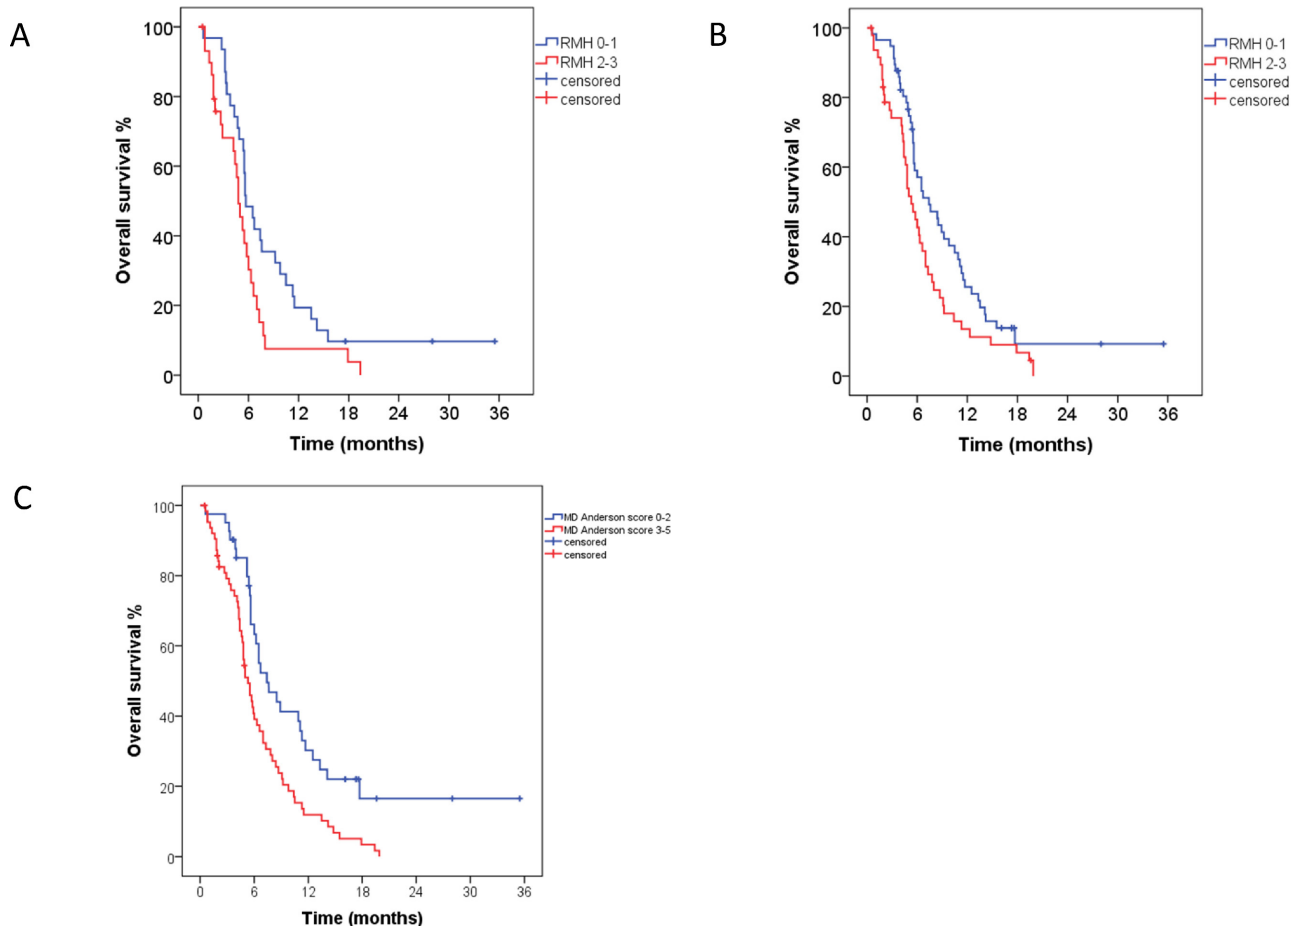 A
RMH 0-1
RMH 2-3
censored
censored
100
80
60
40
20
0
Overall survival %
0 6 12 18 24 30 36
Time (months)
B
RMH 0-1
RMH 2-3
censored
censored
100
80
60
40
20
0
Overall survival %
0 6 12 18 24 30 36
Time (months)
C
MD Anderson score 0-2
MD Anderson score 3-5
censored
censored
100
80
60
40
20
0
Overall survival %
0 6 12 18 24 30 36
Time (months)